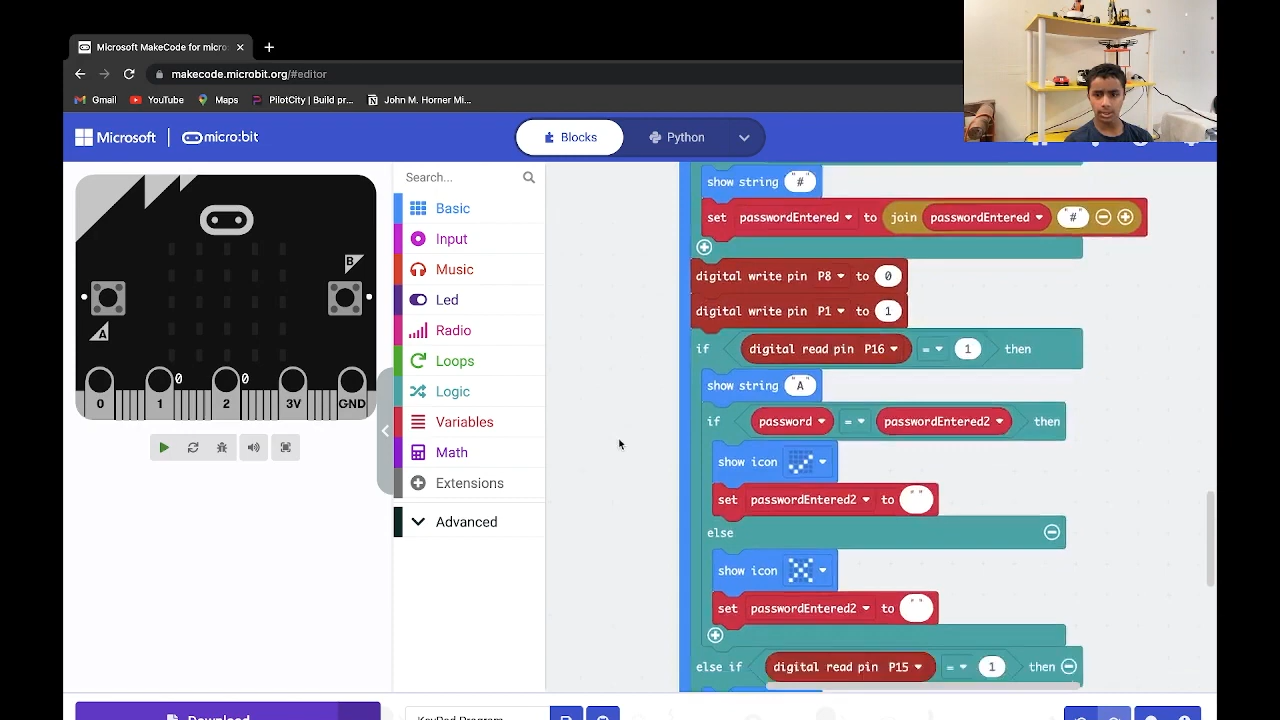 Microsoft MakeCode for micro:
makecode.microbit.org/#editor
Gmail
YouTube
Maps
PilotCity | Build pr...
John M. Horner Mi...
Microsoft
micro:bit
Blocks
Python
Search...
Basic
Input
Music
Led
Radio
Loops
Logic
Variables
Math
Extensions
Advanced
A
B
0
0
0 1 2 3V GND
show string "#"
set passwordEntered to join passwordEntered "#"
digital write pin P8 to 0
digital write pin P1 to 1
if digital read pin P16 = 1 then
show string "A"
if password = passwordEntered2 then
show icon
set passwordEntered2 to " "
else
show icon
set passwordEntered2 to " "
else if digital read pin P15 = 1 then
Download
KeyPad Program